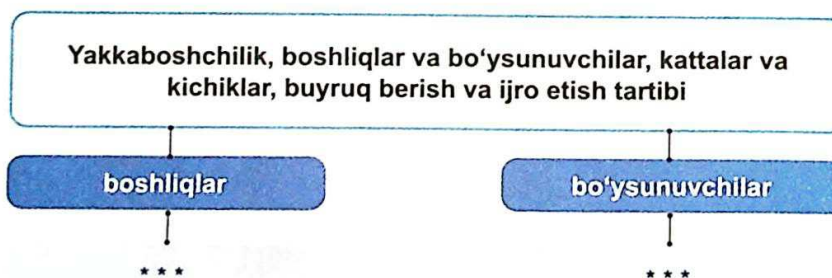 Yakkaboshchilik, boshliqlar va bo‘ysunuvchilar, kattalar va
kichiklar, buyruq berish va ijro etish tartibi
boshliqlar
bo‘ysunuvchilar
***
***